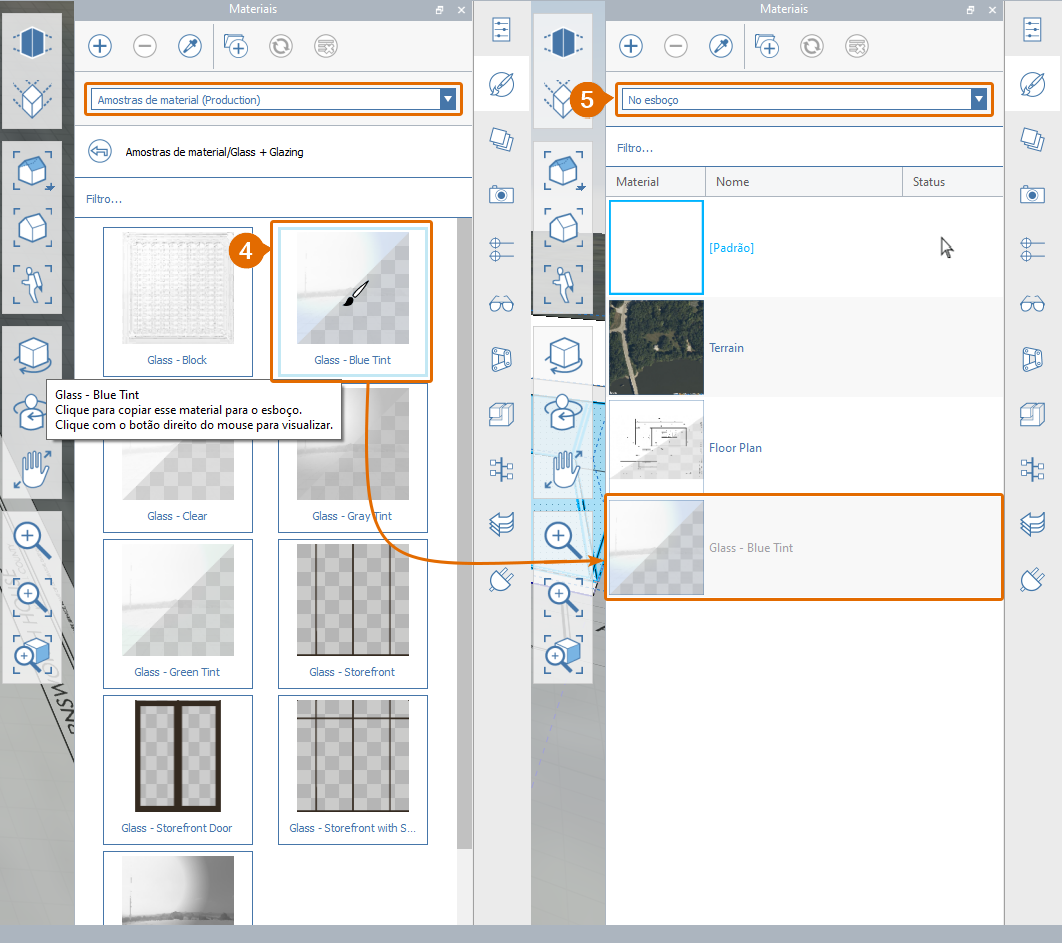 Materiais
Amostras de material (Production)
Amostras de material/Glass + Glazing
Filtro...
4
Glass - Block
Glass - Blue Tint
Glass - Blue Tint
Clique para copiar esse material para o esboço.
Clique com o botão direito do mouse para visualizar.
Glass - Clear
Glass - Gray Tint
Glass - Green Tint
Glass - Storefront
Glass - Storefront Door
Glass - Storefront with S...
Materiais
5
No esboço
Filtro...
Material
Nome
Status
[Padrão]
Terrain
Floor Plan
Glass - Blue Tint